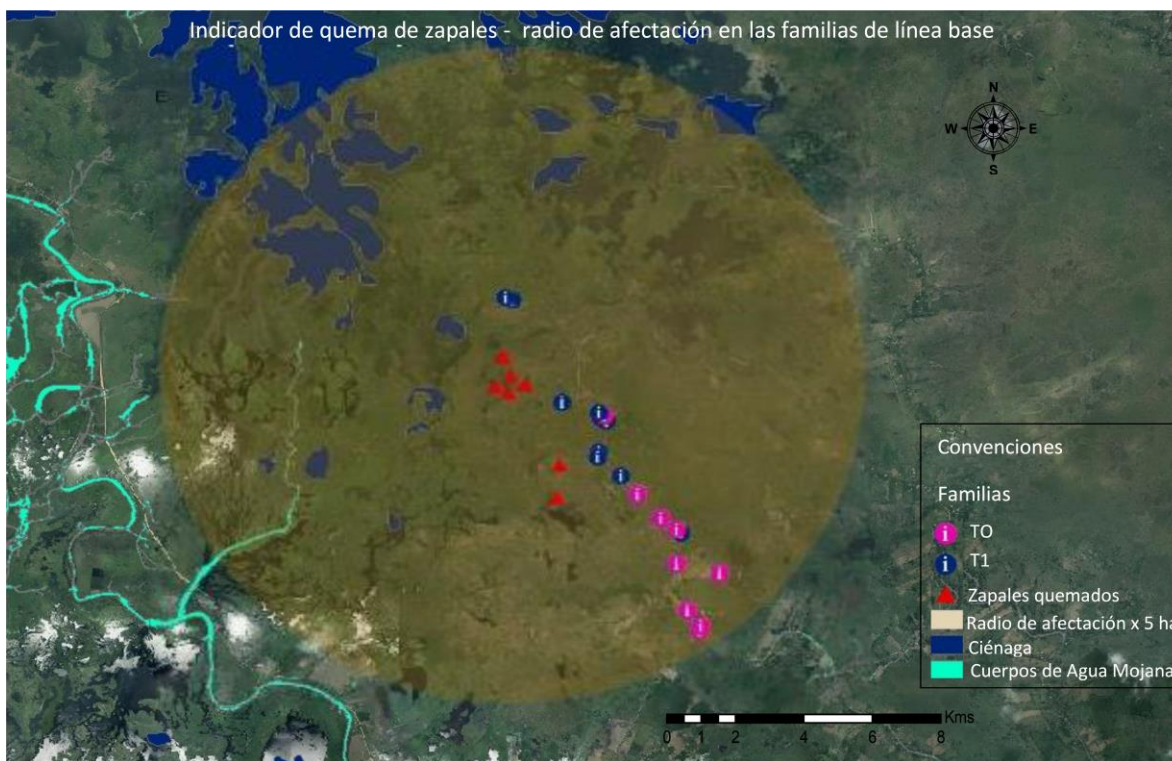 Indicador de quema de zapales -  radio de afectación en las familias de línea base
E
N
W
E
S
Convenciones
Familias
TO
T1
Zapales quemados
Radio de afectación x 5 ha
Ciénaga
Cuerpos de Agua Mojana
Kms
0 1 2 4 6 8